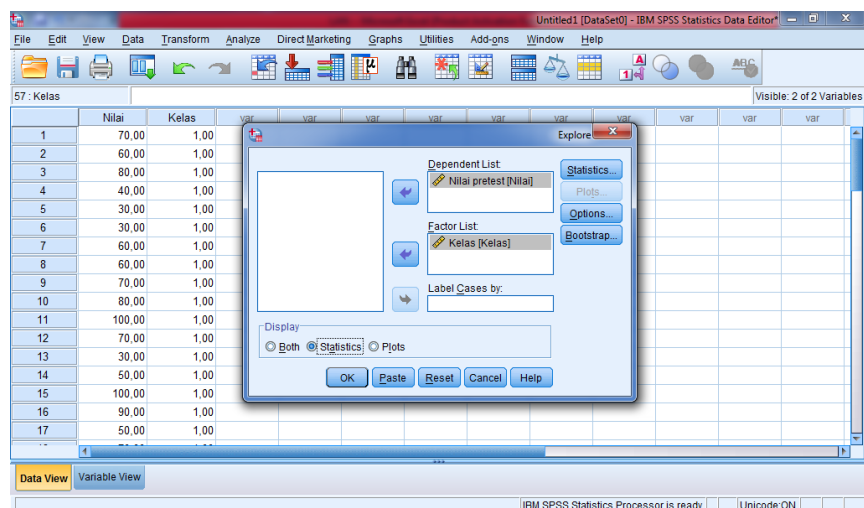 Untitled1 [DataSet0] - IBM SPSS Statistics Data Editor*
File Edit View Data Transform Analyze Direct Marketing Graphs Utilities Add-ons Window Help
57 : Kelas
Visible: 2 of 2 Variables
Nilai Kelas var var var var var var var var var var
1 70,00 1,00
2 60,00 1,00
3 80,00 1,00
4 40,00 1,00
5 30,00 1,00
6 30,00 1,00
7 60,00 1,00
8 60,00 1,00
9 70,00 1,00
10 80,00 1,00
11 100,00 1,00
12 70,00 1,00
13 30,00 1,00
14 50,00 1,00
15 100,00 1,00
16 90,00 1,00
17 50,00 1,00
Explore
Dependent List:
Nilai pretest [Nilai]
Factor List:
Kelas [Kelas]
Label Cases by:
Statistics...
Plots...
Options...
Bootstrap...
Display
Both Statistics Plots
OK Paste Reset Cancel Help
Data View Variable View
IBM SPSS Statistics Processor is ready Unicode:ON